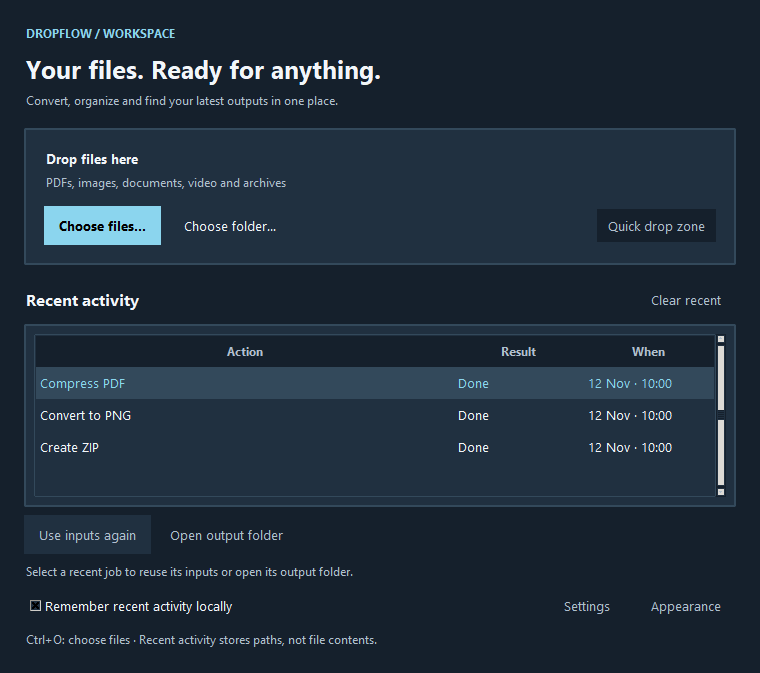 DROPFLOW / WORKSPACE
Your files. Ready for anything.
Convert, organize and find your latest outputs in one place.
Drop files here
PDFs, images, documents, video and archives
Choose files...
Choose folder...
Quick drop zone
Recent activity
Clear recent
Action Result When
Compress PDF Done 12 Nov · 10:00
Convert to PNG Done 12 Nov · 10:00
Create ZIP Done 12 Nov · 10:00
Use inputs again
Open output folder
Select a recent job to reuse its inputs or open its output folder.
Remember recent activity locally
Settings
Appearance
Ctrl+O: choose files · Recent activity stores paths, not file contents.